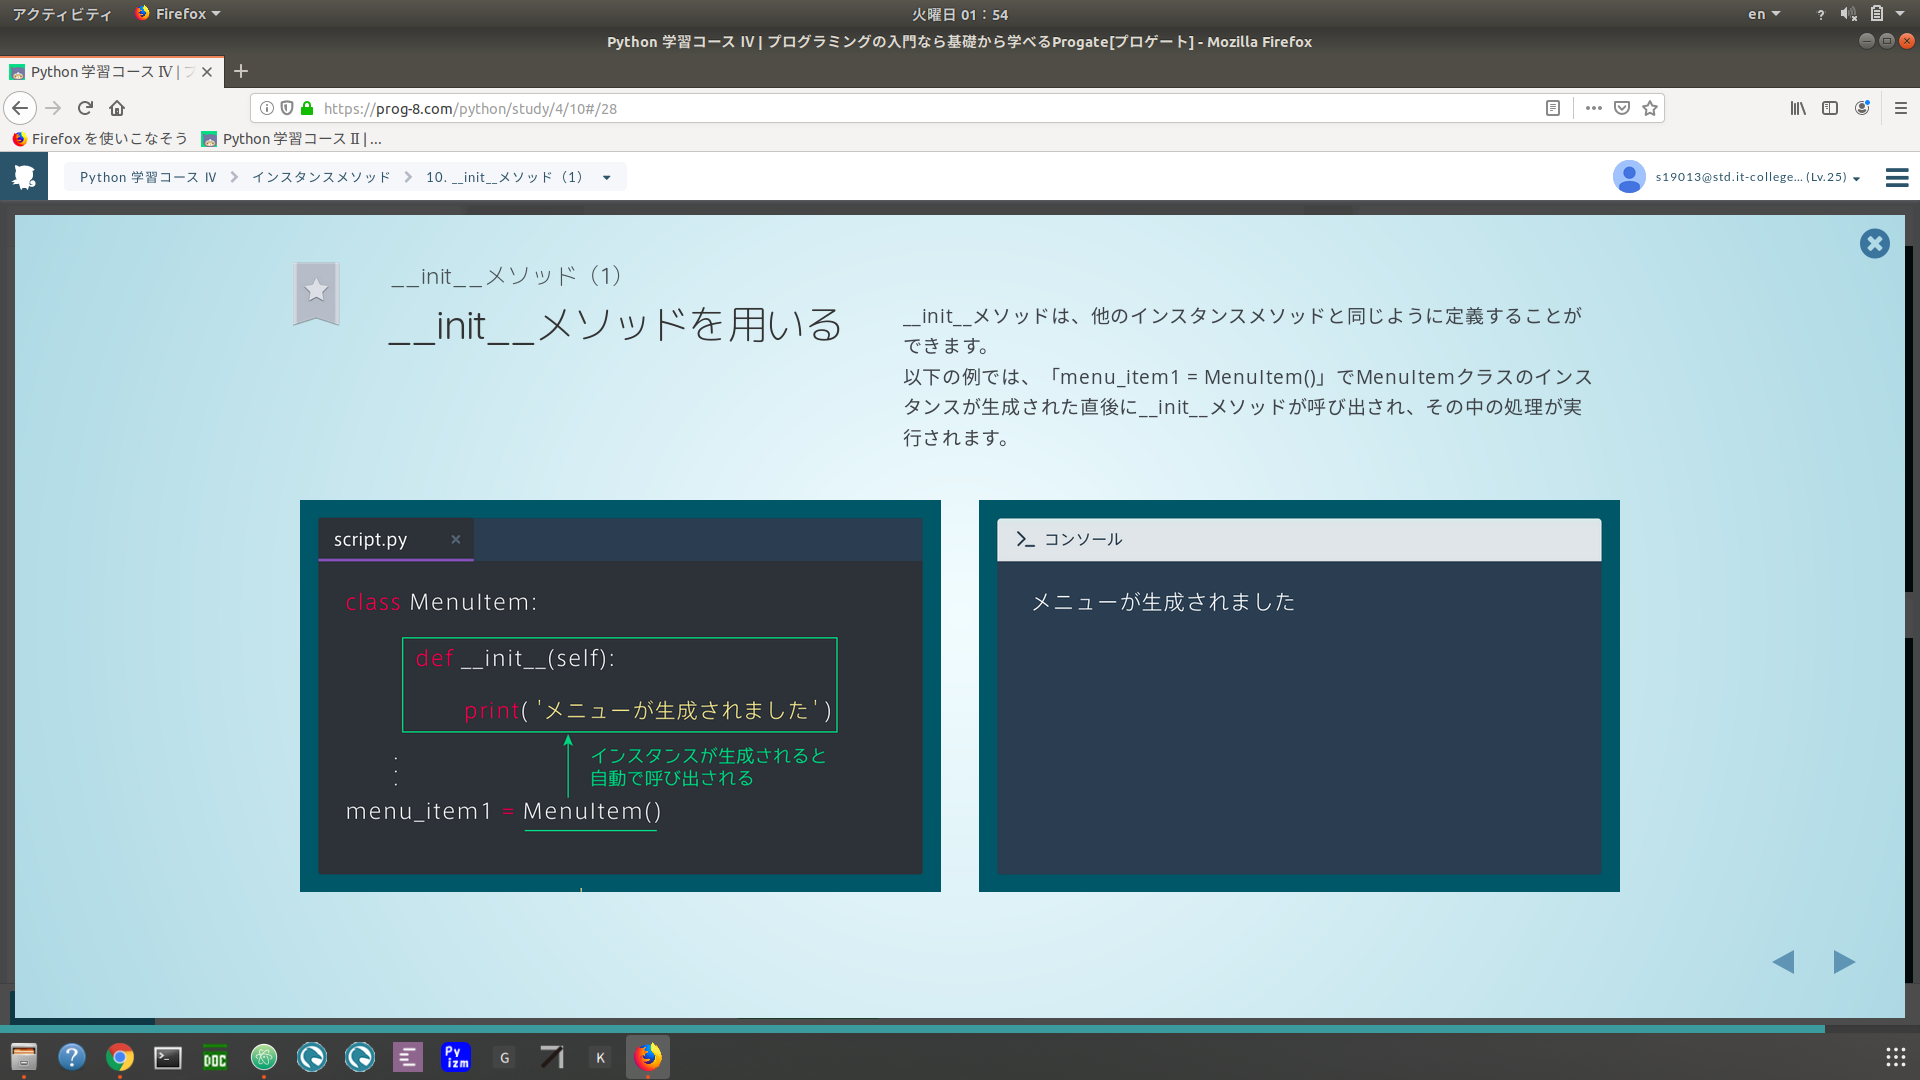 アクティビティ
Firefox
火曜日 01：54
en
Python 学習コース Ⅳ | プログラミングの入門なら基礎から学べるProgate[プロゲート] - Mozilla Firefox
Python 学習コース Ⅳ |
https://prog-8.com/python/study/4/10#/28
Firefox を使いこなそう
Python 学習コース Ⅱ | ...
Python 学習コース Ⅳ
インスタンスメソッド
10. __init__メソッド（1）
s19013@std.it-college... (Lv.25)
__init__メソッド（1）
__init__メソッドを用いる
__init__メソッドは、他のインスタンスメソッドと同じように定義することが
できます。
以下の例では、「menu_item1 = MenuItem()」でMenuItemクラスのインス
タンスが生成された直後に__init__メソッドが呼び出され、その中の処理が実
行されます。
script.py
class MenuItem:
def __init__(self):
print( 'メニューが生成されました' )
インスタンスが生成されると
自動で呼び出される
menu_item1 = MenuItem()
コンソール
メニューが生成されました
DOC
Py
izm
G
K